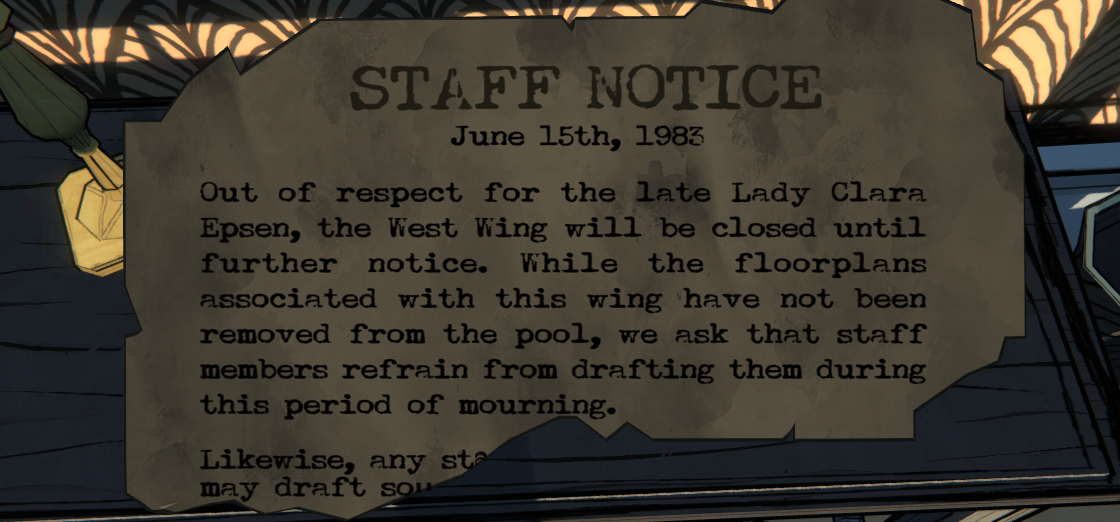 STAFF NOTICE
June 15th, 1983
Out of respect for the late Lady Clara
Epsen, the West Wing will be closed until
further notice. While the floorplans
associated with this wing have not been
removed from the pool, we ask that staff
members refrain from drafting them during
this period of mourning.
Likewise, any
may draft